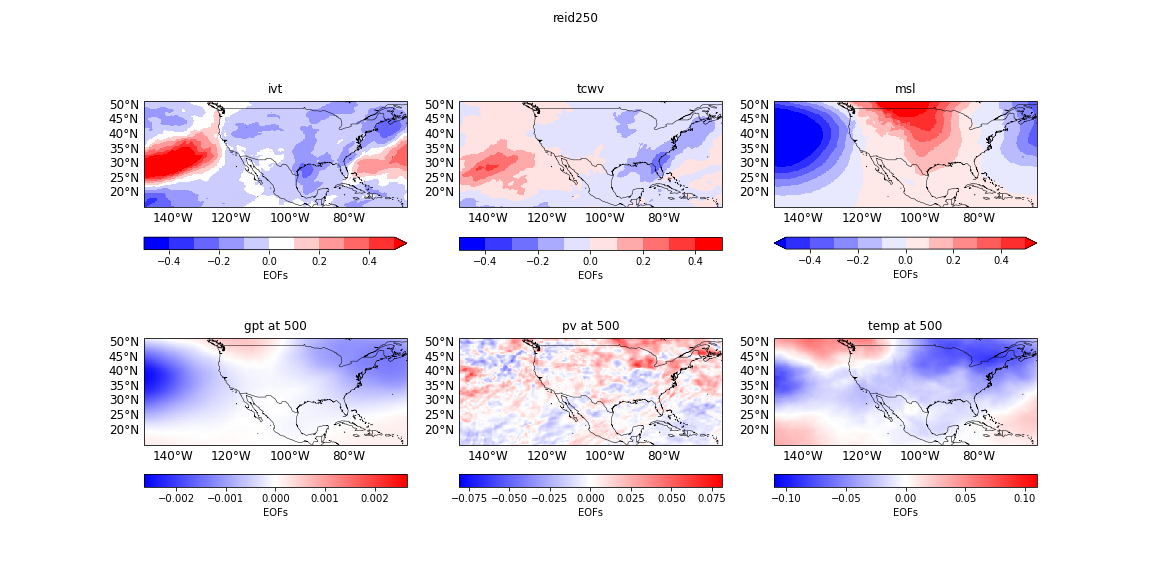 reid250
ivt
tcwv
msl
50°N
45°N
40°N
35°N
30°N
25°N
20°N
50°N
45°N
40°N
35°N
30°N
25°N
20°N
50°N
45°N
40°N
35°N
30°N
25°N
20°N
140°W 120°W 100°W 80°W
140°W 120°W 100°W 80°W
140°W 120°W 100°W 80°W
−0.4 −0.2 0.0 0.2 0.4
−0.4 −0.2 0.0 0.2 0.4
−0.4 −0.2 0.0 0.2 0.4
EOFs
EOFs
EOFs
gpt at 500
pv at 500
temp at 500
50°N
45°N
40°N
35°N
30°N
25°N
20°N
50°N
45°N
40°N
35°N
30°N
25°N
20°N
50°N
45°N
40°N
35°N
30°N
25°N
20°N
140°W 120°W 100°W 80°W
140°W 120°W 100°W 80°W
140°W 120°W 100°W 80°W
−0.002 −0.001 0.000 0.001 0.002
−0.075 −0.050 −0.025 0.000 0.025 0.050 0.075
−0.10 −0.05 0.00 0.05 0.10
EOFs
EOFs
EOFs